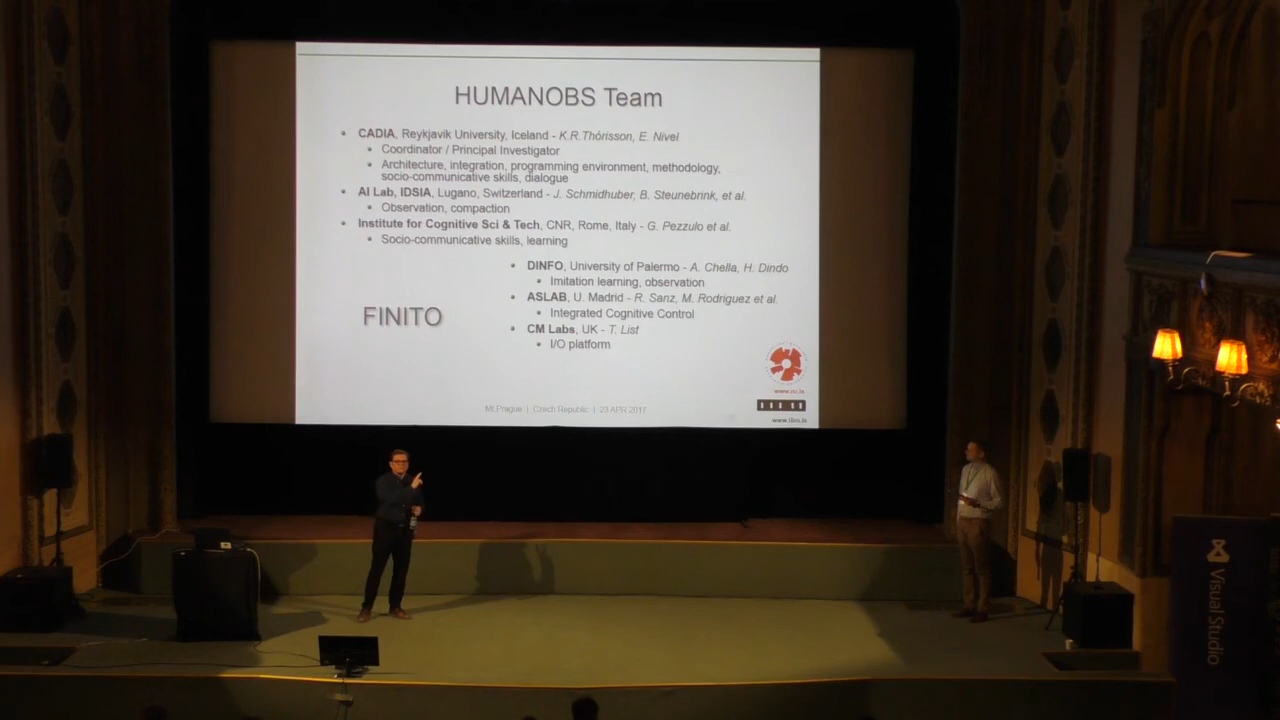 HUMANOBS Team
• CADIA, Reykjavik University, Iceland - K.R.Thórisson, E. Nivel
• Coordinator / Principal Investigator
• Architecture, integration, programming environment, methodology,
socio-communicative skills, dialogue
• AI Lab, IDSIA, Lugano, Switzerland - J. Schmidhuber, B. Steunebrink, et al.
• Observation, compaction
• Institute for Cognitive Sci & Tech, CNR, Rome, Italy - G. Pezzulo et al.
• Socio-communicative skills, learning
• DINFO, University of Palermo - A. Chella, H. Dindo
• Imitation learning, observation
• ASLAB, U. Madrid - R. Sanz, M. Rodriguez et al.
• Integrated Cognitive Control
• CM Labs, UK - T. List
• I/O platform
FINITO
www.ru.is
www.iiim.is
MLPrague | Czech Republic | 23 APR 2017
Visual Studio